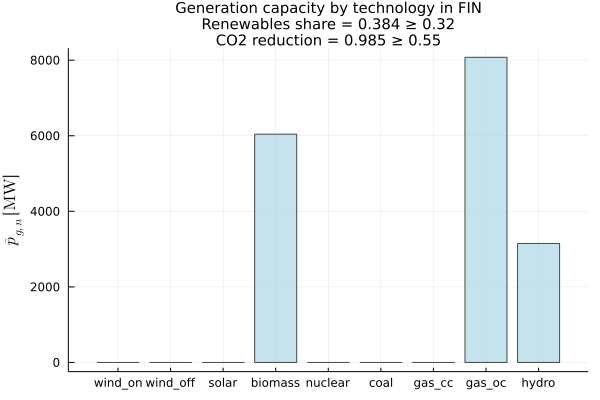 Generation capacity by technology in FIN
Renewables share = 0.384 ≥ 0.32
CO2 reduction = 0.985 ≥ 0.55
p̄g,n [MW]
8000
6000
4000
2000
0
wind_on wind_off solar biomass nuclear coal gas_cc gas_oc hydro